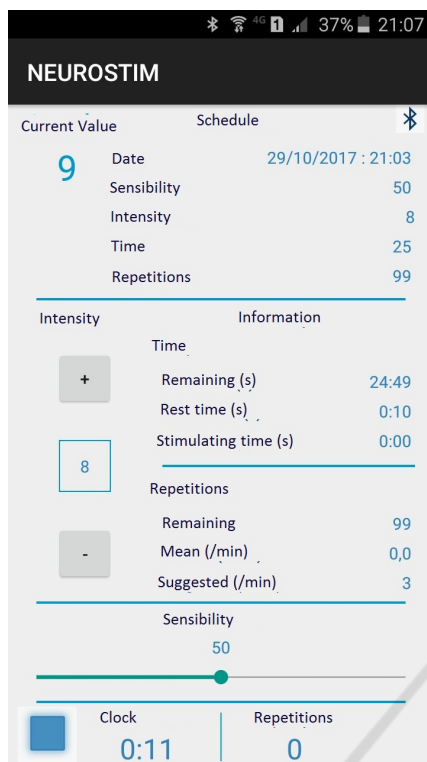 4G 1 37% 21:07
NEUROSTIM
Current Value Schedule
9
Date 29/10/2017 : 21:03
Sensibility 50
Intensity 8
Time 25
Repetitions 99
Intensity Information
Time
+
Remaining (s) 24:49
Rest time (s) 0:10
Stimulating time (s) 0:00
8
Repetitions
Remaining 99
-
Mean (/min) 0,0
Suggested (/min) 3
Sensibility
50
Clock Repetitions
0:11 0